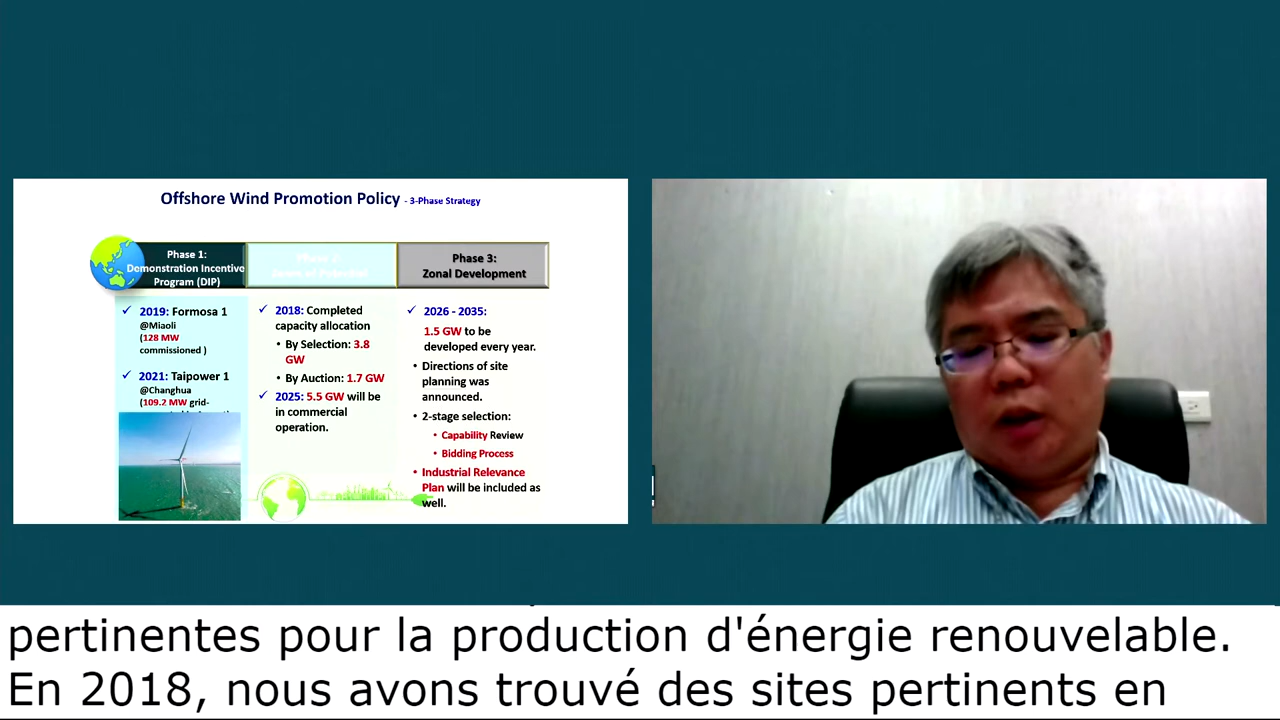 Offshore Wind Promotion Policy - 3-Phase Strategy
Phase 1:
Demonstration Incentive
Program (DIP)
✓ 2019: Formosa 1
@Miaoli
(128 MW
commissioned )
✓ 2021: Taipower 1
@Changhua
(109.2 MW grid-
✓ 2018: Completed
capacity allocation
• By Selection: 3.8
GW
• By Auction: 1.7 GW
✓ 2025: 5.5 GW will be
in commercial
operation.
Phase 3:
Zonal Development
✓ 2026 - 2035:
1.5 GW to be
developed every year.
• Directions of site
planning was
announced.
• 2-stage selection:
• Capability Review
• Bidding Process
• Industrial Relevance
Plan will be included as
well.
pertinentes pour la production d'énergie renouvelable.
En 2018, nous avons trouvé des sites pertinents en